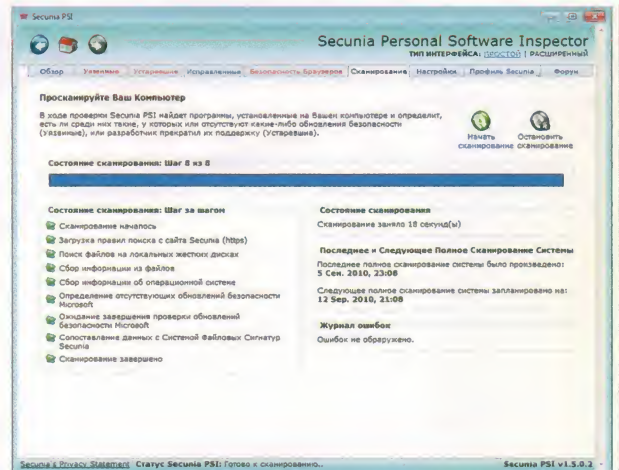 Secunia PSI
Secunia Personal Software Inspector
ТИП ИНТЕРФЕЙСА: ПРОСТОЙ | РАСШИРЕННЫЙ
Обзор Уязвимые Устаревшие Исправленные Безопасность Браузеров Сканирование Настройки Профиль Secunia Форум
Просканируйте Ваш Компьютер
В ходе проверки Secunia PSI найдет программы, установленные на Вашем компьютере и определит,
есть ли среди них такие, у которых или отсутствуют какие-либо обновления безопасности
(Уязвимые), или разработчик прекратил их поддержку (Устаревшие).
Начать сканирование
Остановить сканирование
Состояние сканирования: Шаг 8 из 8
Состояние сканирования: Шаг за шагом
Сканирование началось
Загрузка правил поиска с сайта Secunia (https)
Поиск файлов на локальных жестких дисках
Сбор информации из файлов
Сбор информации об операционной системе
Определение отсутствующих обновлений безопасности
Microsoft
Ожидание завершения проверки обновлений
безопасности Microsoft
Сопоставление данных с Системой Файловых Сигнатур
Secunia
Сканирование завершено
Состояние сканирования
Сканирование заняло 18 секунд(ы)
Последнее и Следующее Полное Сканирование Системы
Последнее полное сканирование системы было произведено:
5 Сен. 2010, 23:08
Следующее полное сканирование системы запланировано на:
12 Sep. 2010, 21:08
Журнал ошибок
Ошибок не обнаружено.
Secunia's Privacy Statement Статус Secunia PSI: Готово к сканированию..
Secunia PSI v1.5.0.2